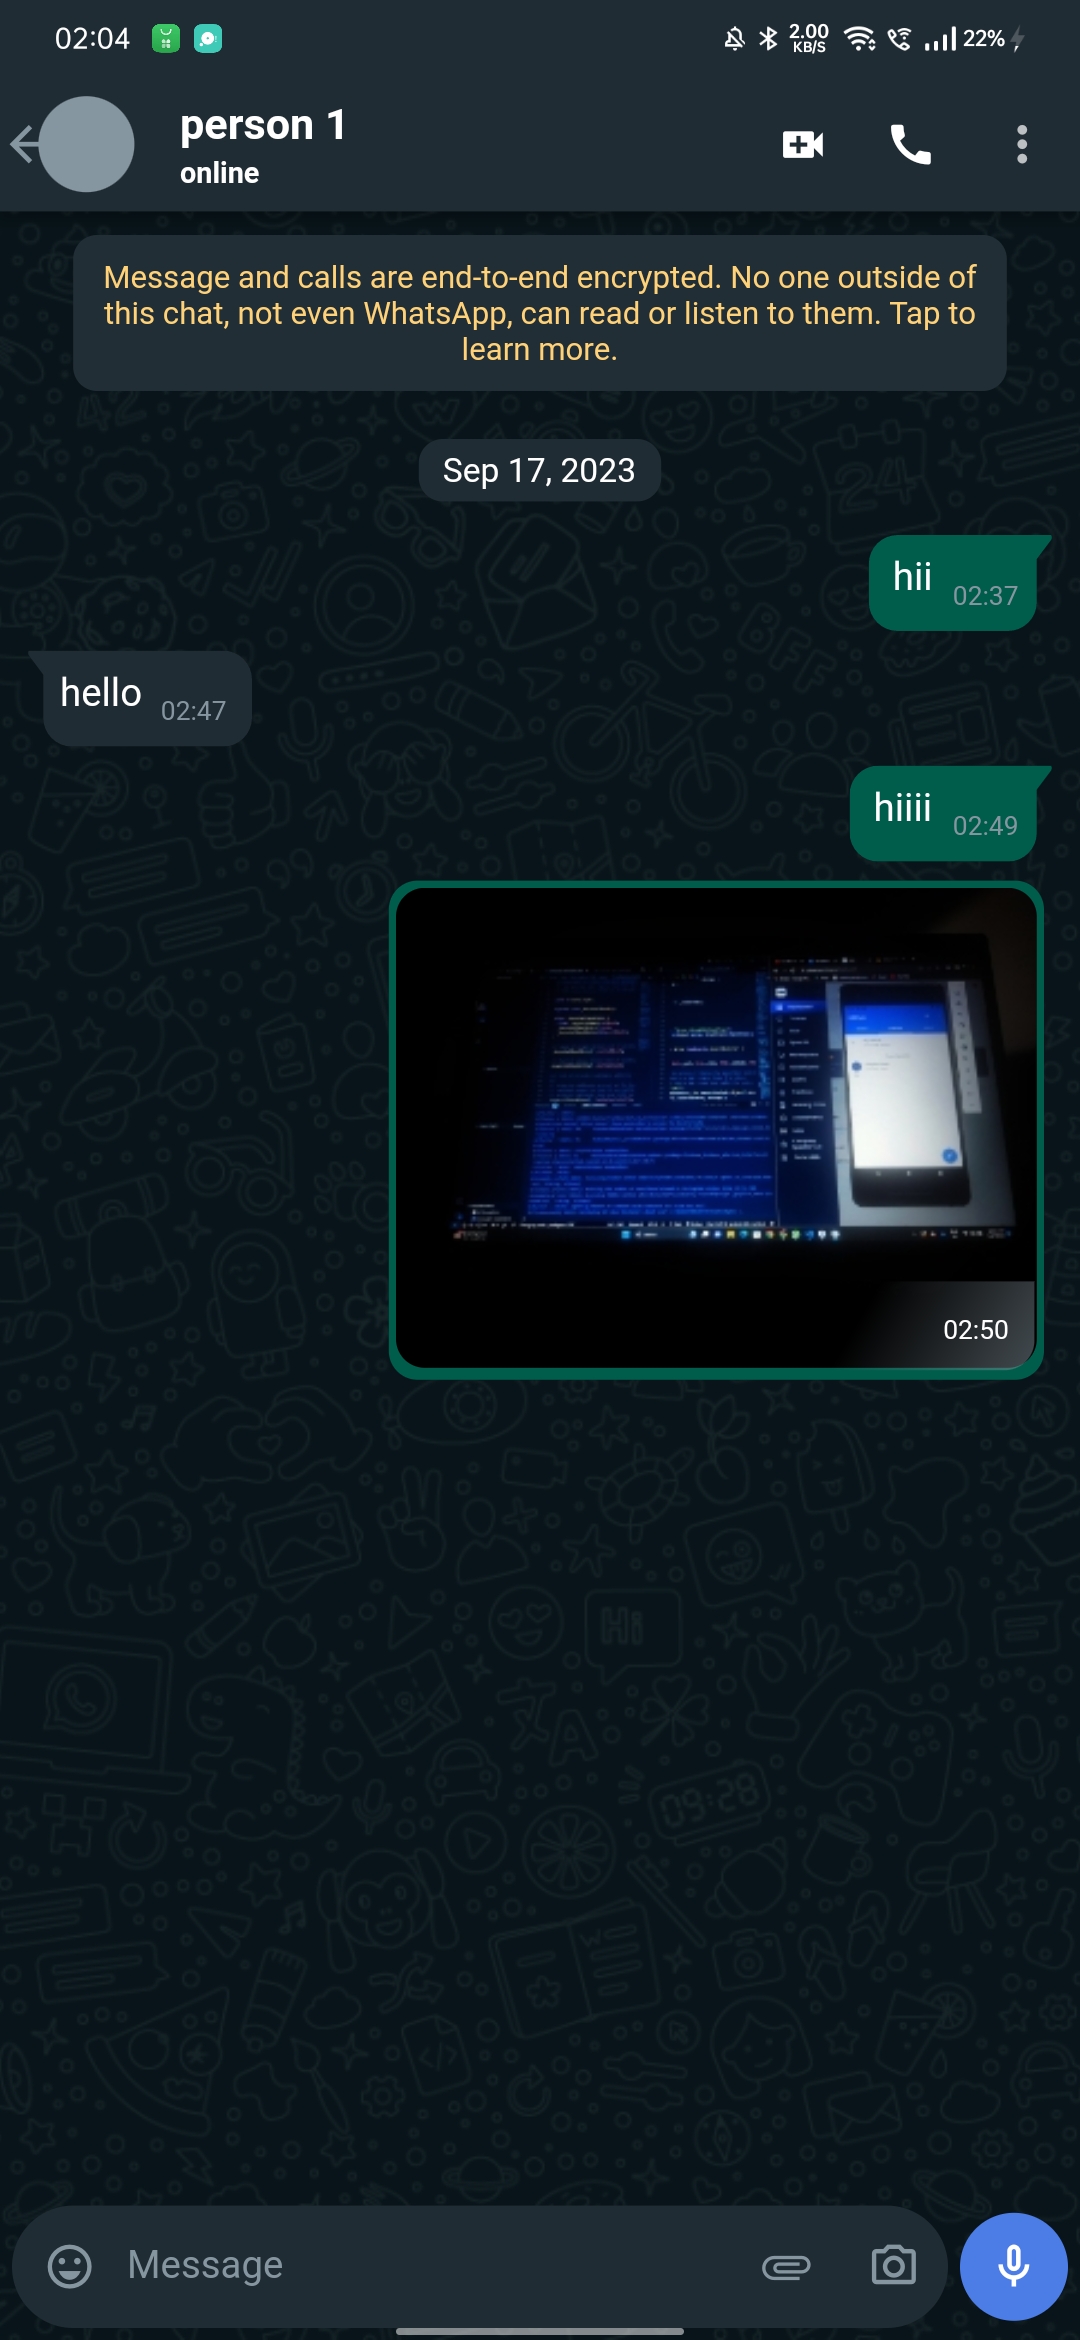 02:04
2.00
KB/S
22%
person 1
online
Message and calls are end-to-end encrypted. No one outside of
this chat, not even WhatsApp, can read or listen to them. Tap to
learn more.
Sep 17, 2023
hii 02:37
hello 02:47
hiiii 02:49
02:50
Message